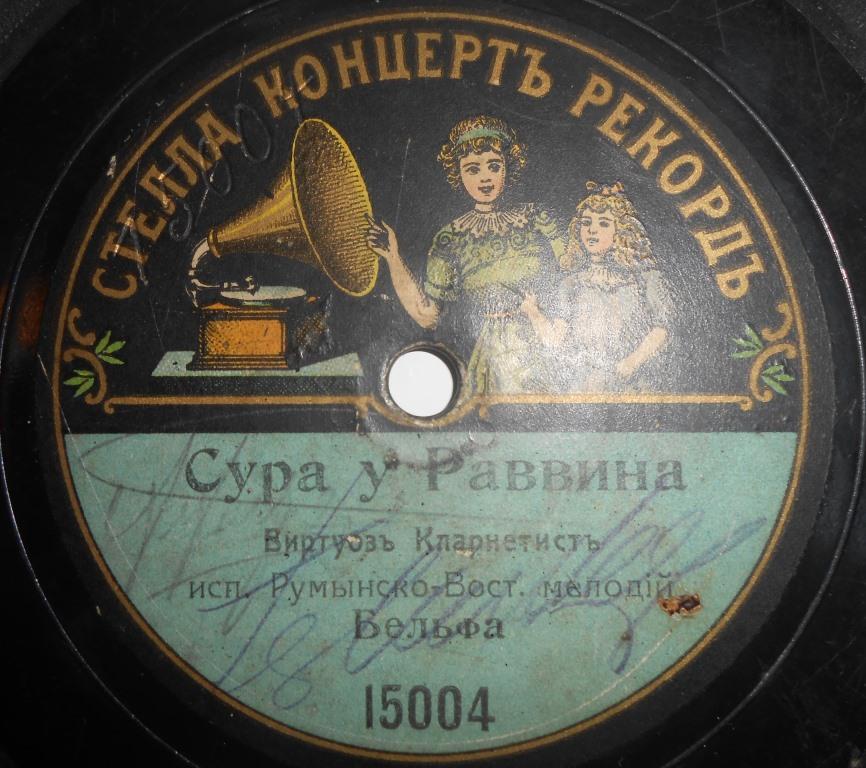 СТЕЛЛА КОНЦЕРТЪ РЕКОРДЪ
Сура у Раввина
Виртуозъ Кларнетистъ
исп. Румынско-Вост. мелодій
Бельфа
15004